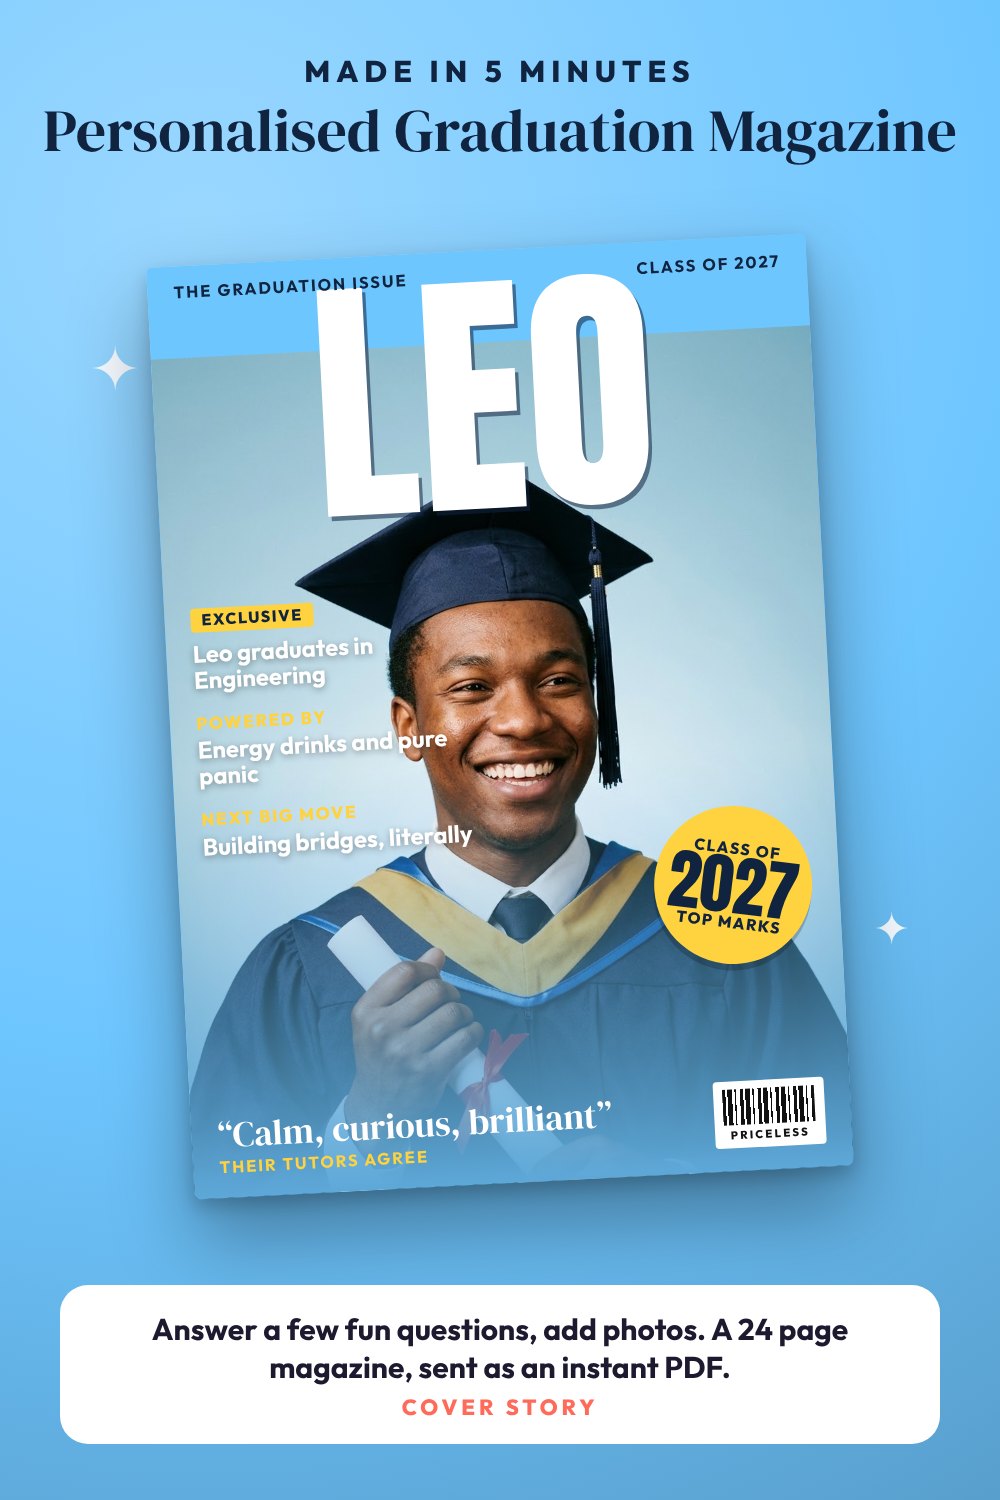 MADE IN 5 MINUTES
Personalised Graduation Magazine
THE GRADUATION ISSUE
CLASS OF 2027
LEO
EXCLUSIVE
Leo graduates in
Engineering
POWERED BY
Energy drinks and pure
panic
NEXT BIG MOVE
Building bridges, literally
CLASS OF
2027
TOP MARKS
“Calm, curious, brilliant”
THEIR TUTORS AGREE
PRICELESS
Answer a few fun questions, add photos. A 24 page
magazine, sent as an instant PDF.
COVER STORY